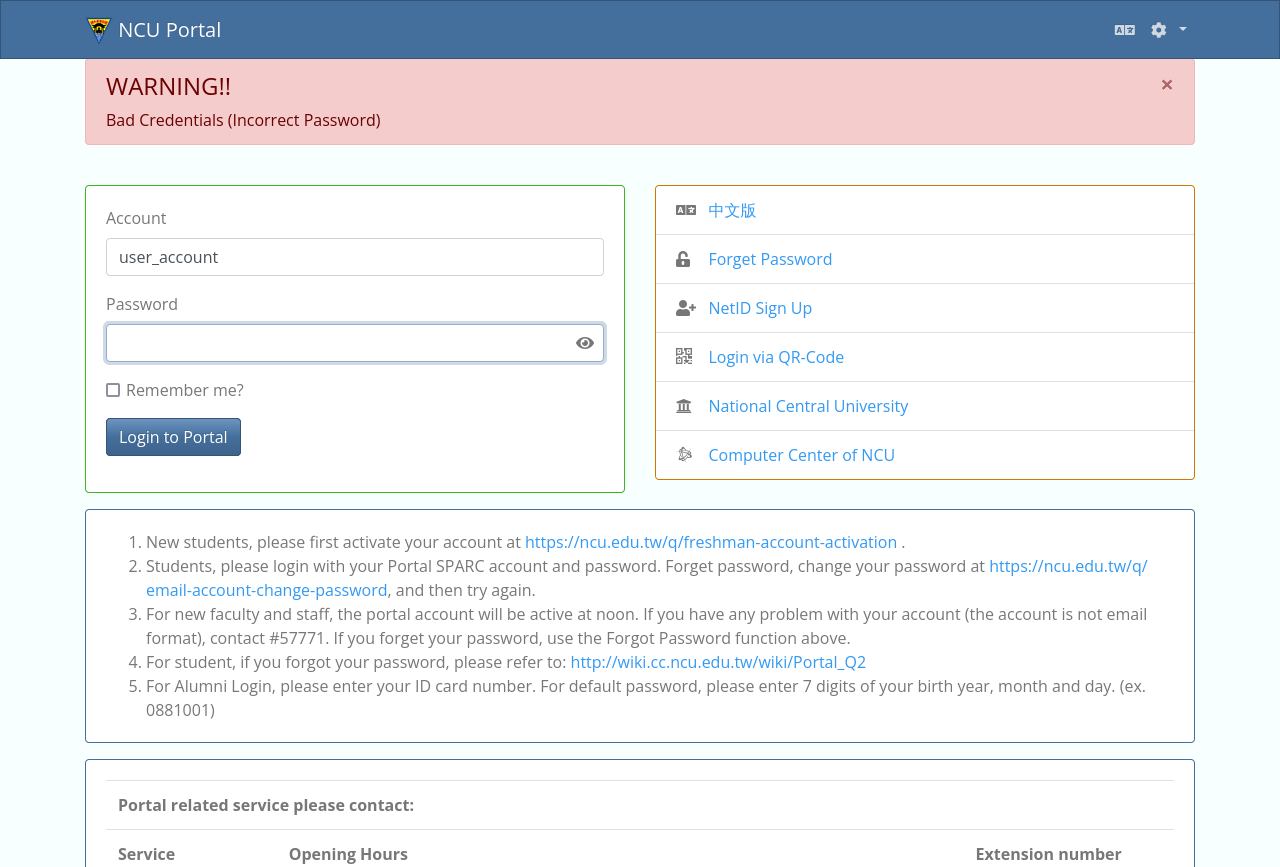 NCU Portal
WARNING!!
×
Bad Credentials (Incorrect Password)
Account
user_account
Password
Remember me?
Login to Portal
中文版
Forget Password
NetID Sign Up
Login via QR-Code
National Central University
Computer Center of NCU
1. New students, please first activate your account at https://ncu.edu.tw/q/freshman-account-activation .
2. Students, please login with your Portal SPARC account and password. Forget password, change your password at https://ncu.edu.tw/q/
email-account-change-password, and then try again.
3. For new faculty and staff, the portal account will be active at noon. If you have any problem with your account (the account is not email
format), contact #57771. If you forget your password, use the Forgot Password function above.
4. For student, if you forgot your password, please refer to: http://wiki.cc.ncu.edu.tw/wiki/Portal_Q2
5. For Alumni Login, please enter your ID card number. For default password, please enter 7 digits of your birth year, month and day. (ex.
0881001)
Portal related service please contact:
Service Opening Hours Extension number